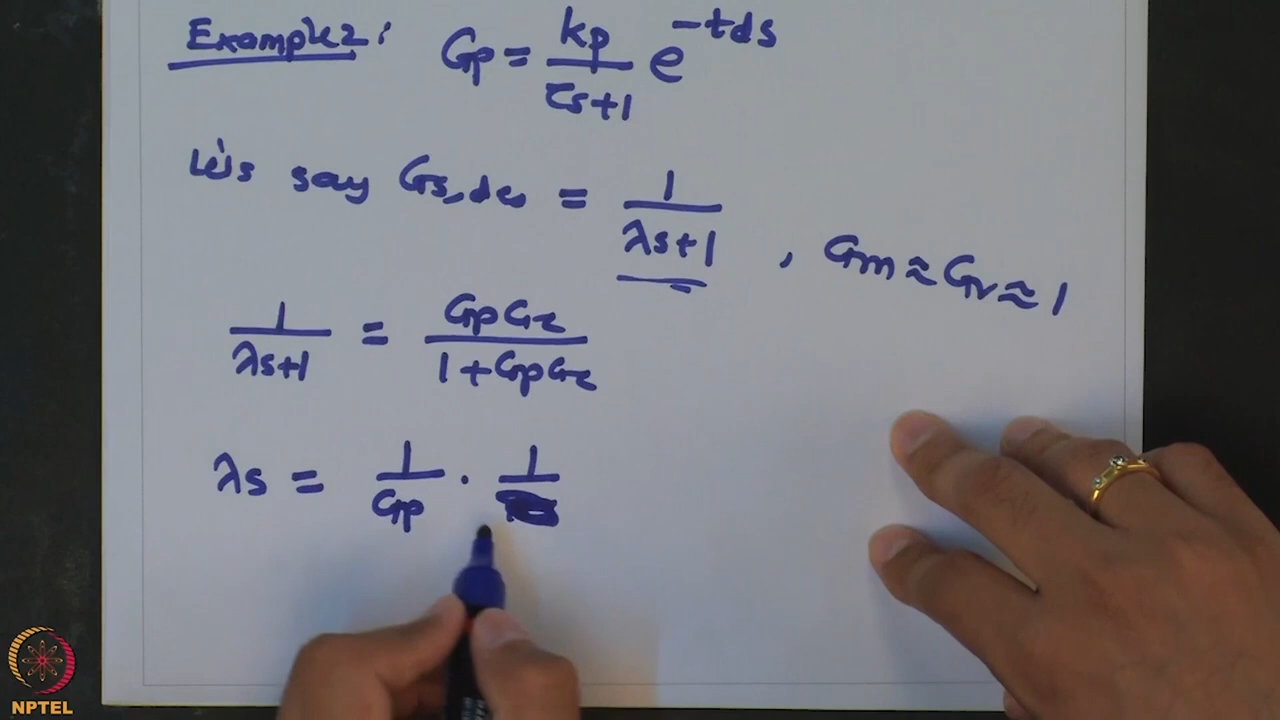 Example 2: Gp = kp / τs+1 e^-tds
Let's say Gs,des = 1 / λs+1 , Gm ≈ Gv ≈ 1
1 / λs+1 = GpGc / 1+GpGc
λs = 1 / Gp · 1 /
NPTEL